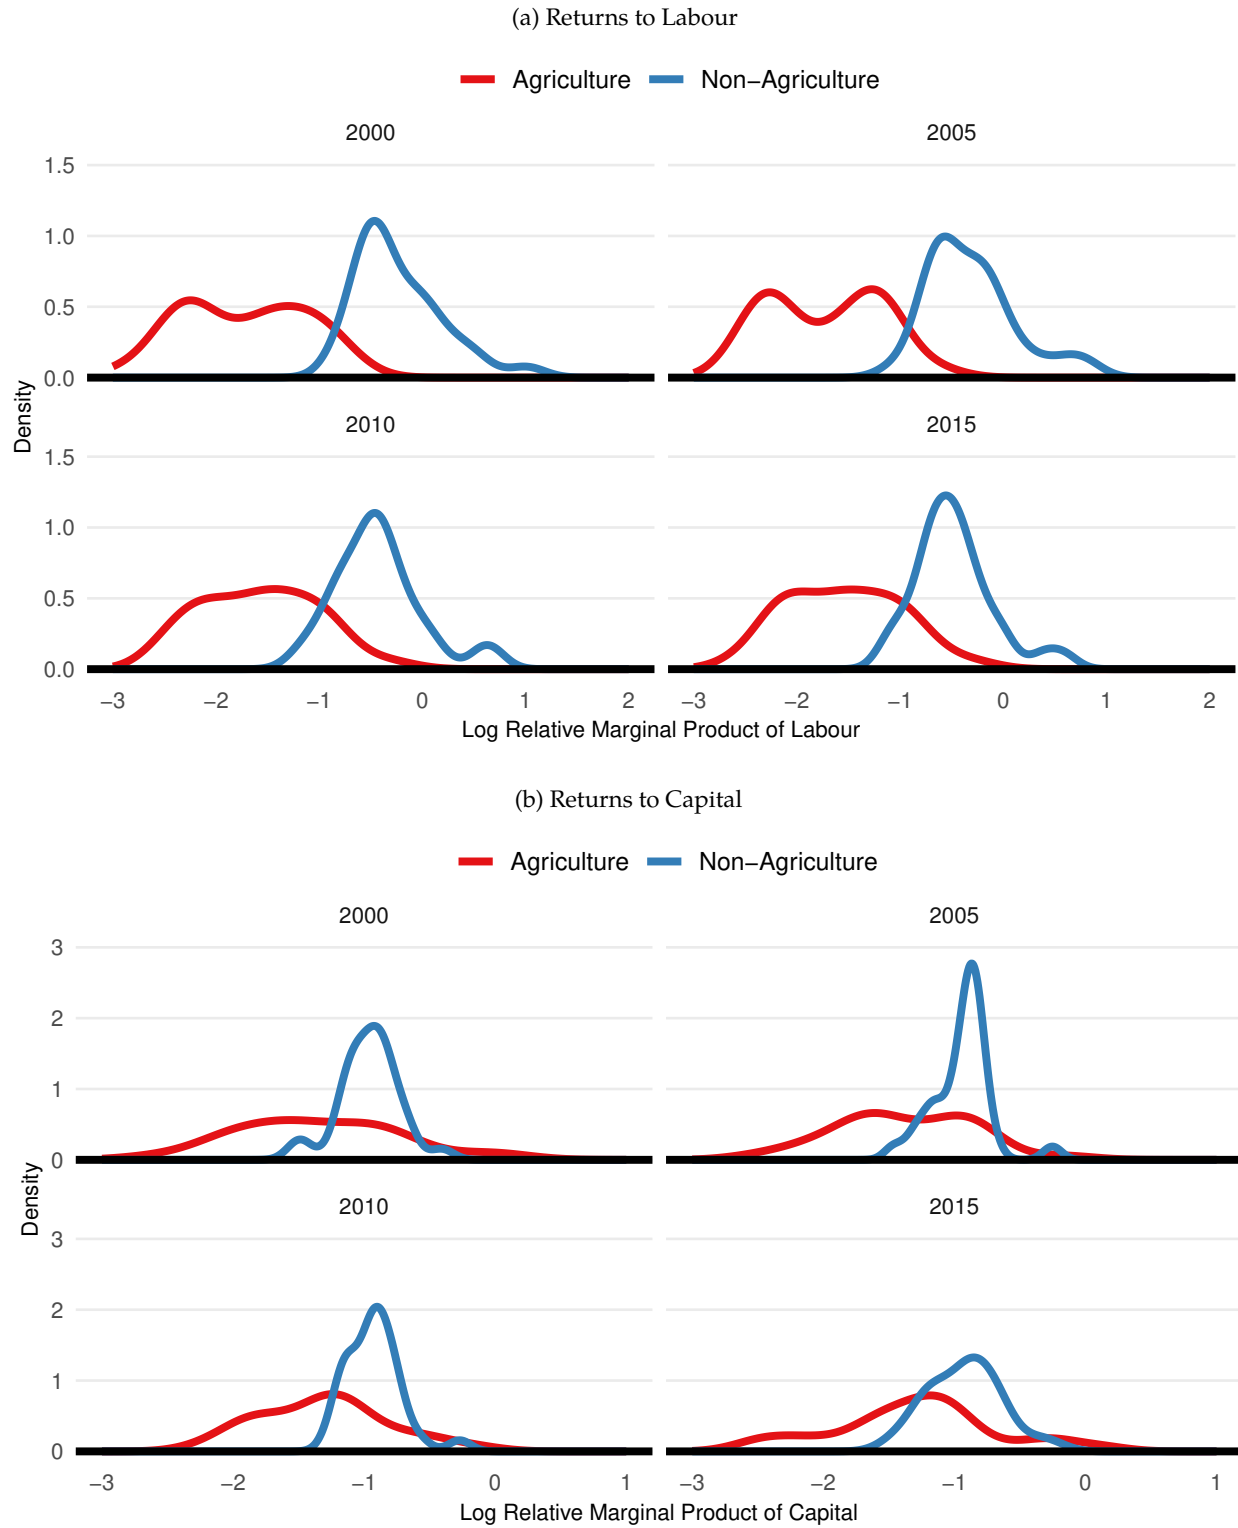 (a) Returns to Labour
Agriculture Non−Agriculture
2000 2005
1.5
1.0
0.5
0.0
Density
2010 2015
1.5
1.0
0.5
0.0
−3 −2 −1 0 1 2 −3 −2 −1 0 1 2
Log Relative Marginal Product of Labour
(b) Returns to Capital
Agriculture Non−Agriculture
2000 2005
3
2
1
0
Density
2010 2015
3
2
1
0
−3 −2 −1 0 1 −3 −2 −1 0 1
Log Relative Marginal Product of Capital